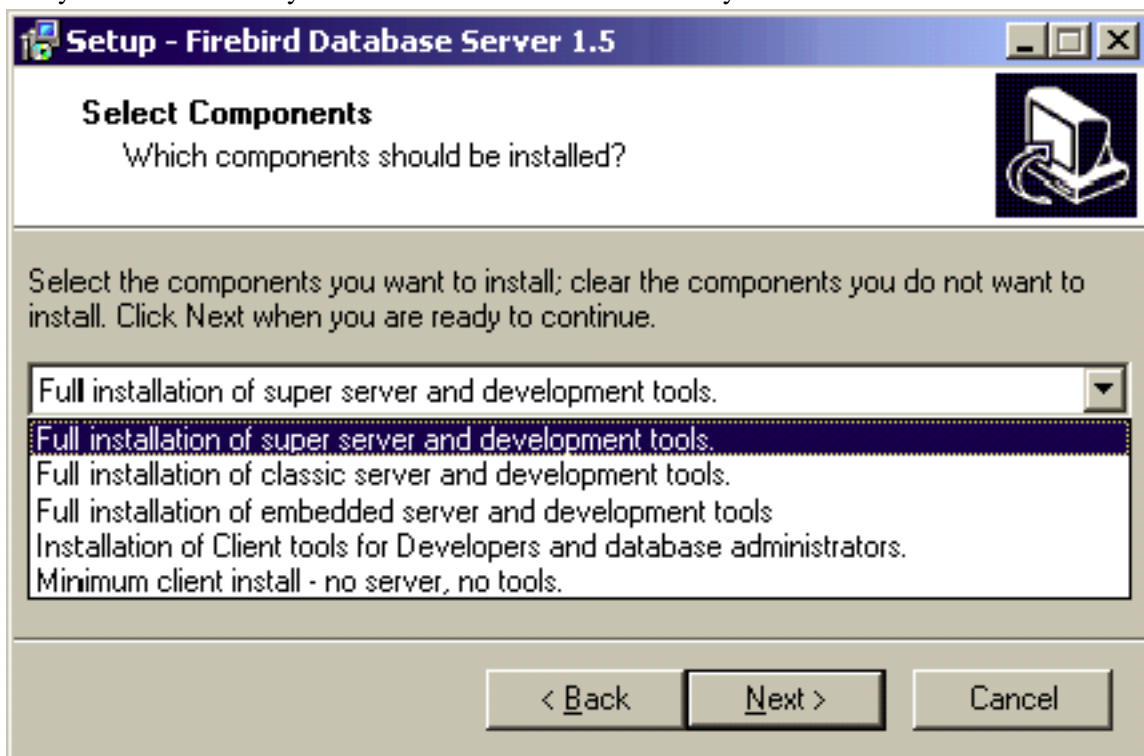 Setup - Firebird Database Server 1.5
Select Components
Which components should be installed?
Select the components you want to install; clear the components you do not want to
install. Click Next when you are ready to continue.
Full installation of super server and development tools.
Full installation of super server and development tools.
Full installation of classic server and development tools.
Full installation of embedded server and development tools
Installation of Client tools for Developers and database administrators.
Minimum client install - no server, no tools.
< Back
Next >
Cancel